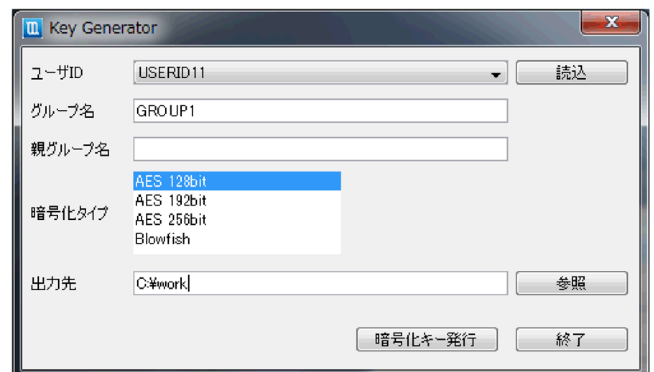 m Key Generator
x
ユーザID USERID11 読込
グループ名 GROUP1
親グループ名
AES 128bit
AES 192bit
暗号化タイプ
AES 256bit
Blowfish
出力先 C:¥work 参照
暗号化キー発行 終了